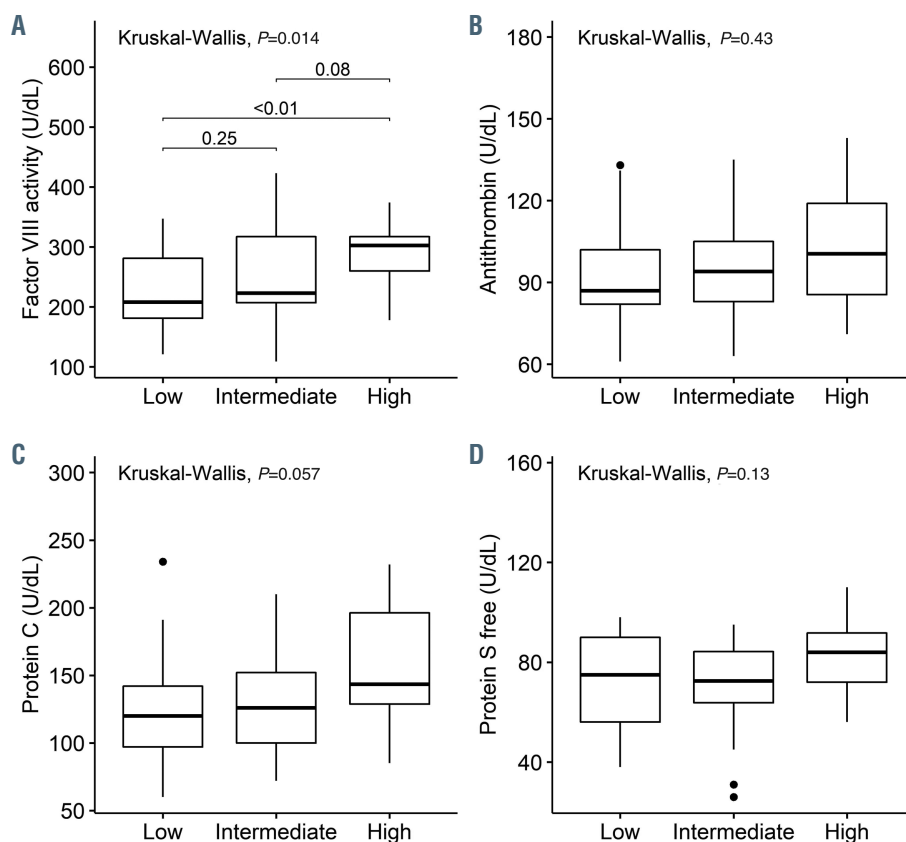 A
Kruskal-Wallis, P=0.014
Factor VIII activity (U/dL)
600
500
400
300
200
100
0.08
<0.01
0.25
Low Intermediate High
B
Kruskal-Wallis, P=0.43
Antithrombin (U/dL)
180
150
120
90
60
Low Intermediate High
C
Kruskal-Wallis, P=0.057
Protein C (U/dL)
300
250
200
150
100
50
Low Intermediate High
D
Kruskal-Wallis, P=0.13
Protein S free (U/dL)
160
120
80
40
Low Intermediate High